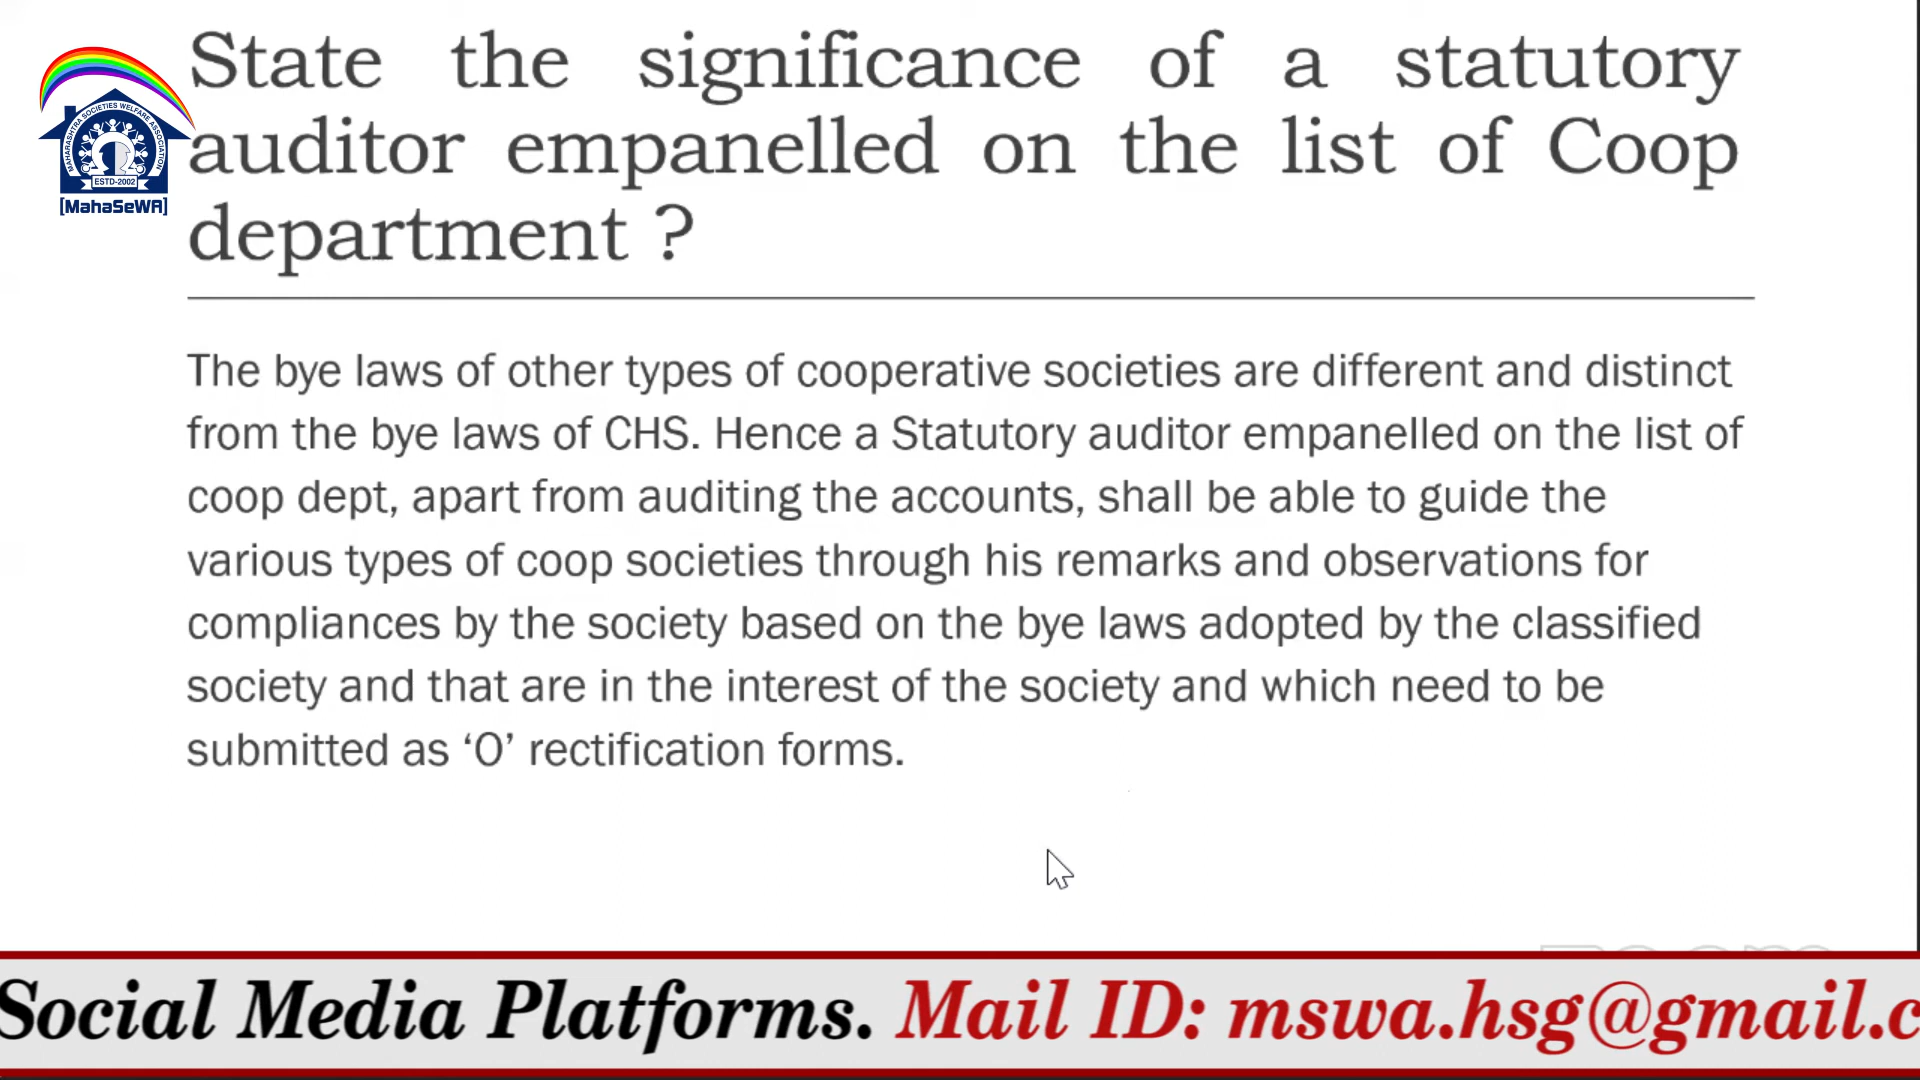 State the significance of a statutory
auditor empanelled on the list of Coop
department ?
MAHARASHTRA SOCIETIES WELFARE ASSOCIATION
ESTD-2002
[MahaSeWA]
The bye laws of other types of cooperative societies are different and distinct
from the bye laws of CHS. Hence a Statutory auditor empanelled on the list of
coop dept, apart from auditing the accounts, shall be able to guide the
various types of coop societies through his remarks and observations for
compliances by the society based on the bye laws adopted by the classified
society and that are in the interest of the society and which need to be
submitted as ‘O’ rectification forms.
Social Media Platforms. Mail ID: mswa.hsg@gmail.c